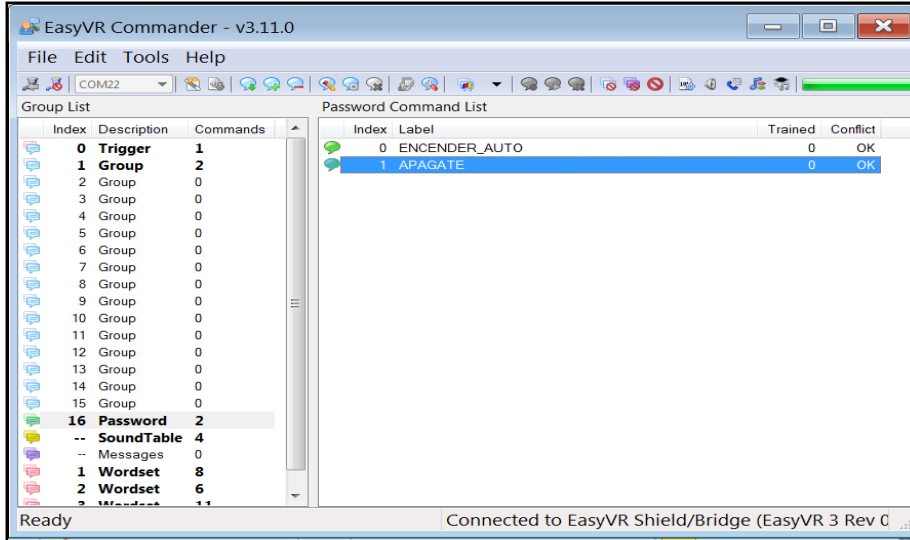 EasyVR Commander - v3.11.0
File Edit Tools Help
COM22
Group List
Password Command List
Index Description Commands
Index Label Trained Conflict
0 Trigger 1
0 ENCENDER_AUTO 0 OK
1 Group 2
1 APAGATE 0 OK
2 Group 0
3 Group 0
4 Group 0
5 Group 0
6 Group 0
7 Group 0
8 Group 0
9 Group 0
10 Group 0
11 Group 0
12 Group 0
13 Group 0
14 Group 0
15 Group 0
16 Password 2
-- SoundTable 4
-- Messages 0
1 Wordset 8
2 Wordset 6
3 Wordset 11
Ready
Connected to EasyVR Shield/Bridge (EasyVR 3 Rev 0